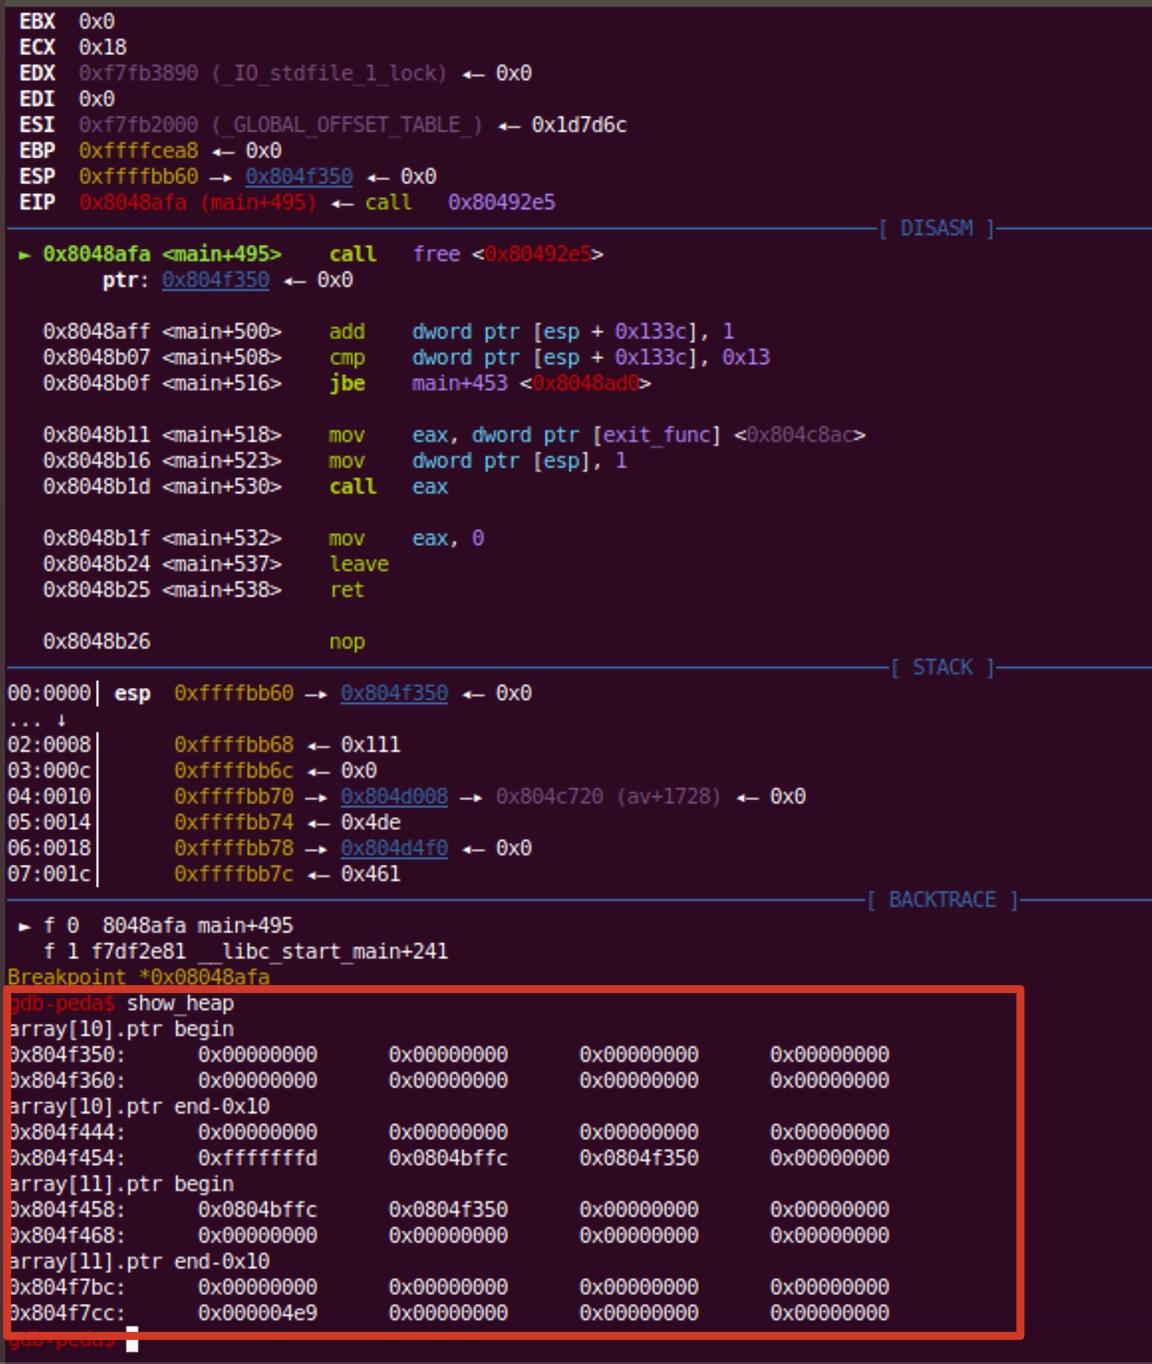 EBX 0x0
ECX 0x18
EDX 0xf7fb3890 (_IO_stdfile_1_lock) ◂— 0x0
EDI 0x0
ESI 0xf7fb2000 (_GLOBAL_OFFSET_TABLE_) ◂— 0x1d7d6c
EBP 0xffffcea8 ◂— 0x0
ESP 0xffffbb60 —▸ 0x804f350 ◂— 0x0
EIP 0x8048afa (main+495) ◂— call 0x80492e5
[ DISASM ]
► 0x8048afa <main+495> call free <0x80492e5>
ptr: 0x804f350 ◂— 0x0
0x8048aff <main+500> add dword ptr [esp + 0x133c], 1
0x8048b07 <main+508> cmp dword ptr [esp + 0x133c], 0x13
0x8048b0f <main+516> jbe main+453 <0x8048ad0>
0x8048b11 <main+518> mov eax, dword ptr [exit_func] <0x804c8ac>
0x8048b16 <main+523> mov dword ptr [esp], 1
0x8048b1d <main+530> call eax
0x8048b1f <main+532> mov eax, 0
0x8048b24 <main+537> leave
0x8048b25 <main+538> ret
0x8048b26 nop
[ STACK ]
00:0000│ esp 0xffffbb60 —▸ 0x804f350 ◂— 0x0
... ↓
02:0008│ 0xffffbb68 ◂— 0x111
03:000c│ 0xffffbb6c ◂— 0x0
04:0010│ 0xffffbb70 —▸ 0x804d008 —▸ 0x804c720 (av+1728) ◂— 0x0
05:0014│ 0xffffbb74 ◂— 0x4de
06:0018│ 0xffffbb78 —▸ 0x804d4f0 ◂— 0x0
07:001c│ 0xffffbb7c ◂— 0x461
[ BACKTRACE ]
► f 0 8048afa main+495
f 1 f7df2e81 __libc_start_main+241
Breakpoint *0x08048afa
gdb-peda$ show_heap
array[10].ptr begin
0x804f350: 0x00000000 0x00000000 0x00000000 0x00000000
0x804f360: 0x00000000 0x00000000 0x00000000 0x00000000
array[10].ptr end-0x10
0x804f444: 0x00000000 0x00000000 0x00000000 0x00000000
0x804f454: 0xfffffffd 0x0804bffc 0x0804f350 0x00000000
array[11].ptr begin
0x804f458: 0x0804bffc 0x0804f350 0x00000000 0x00000000
0x804f468: 0x00000000 0x00000000 0x00000000 0x00000000
array[11].ptr end-0x10
0x804f7bc: 0x00000000 0x00000000 0x00000000 0x00000000
0x804f7cc: 0x000004e9 0x00000000 0x00000000 0x00000000
gdb-peda$